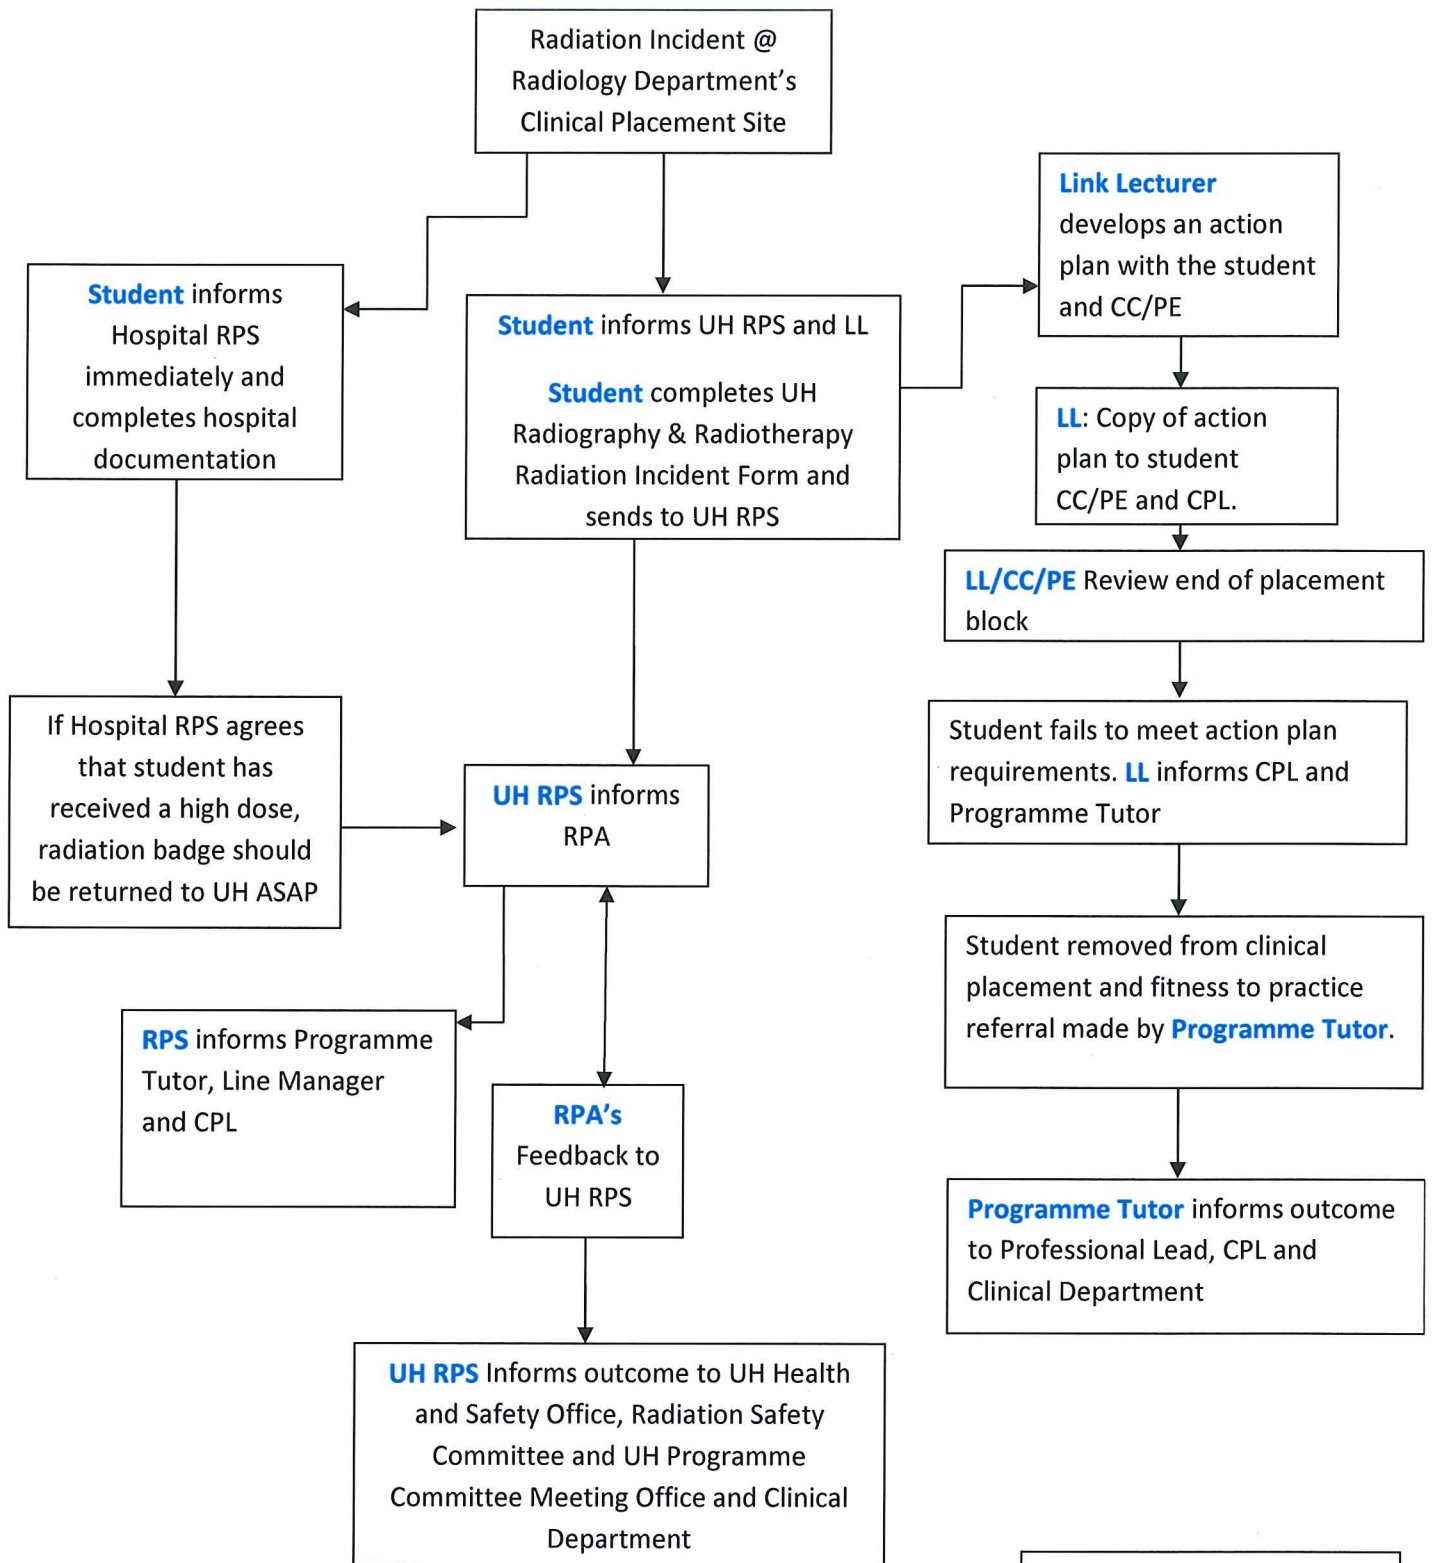 Radiation Incident @
Radiology Department's
Clinical Placement Site
Student informs
Hospital RPS
immediately and
completes hospital
documentation
Student informs UH RPS and LL
Student completes UH
Radiography & Radiotherapy
Radiation Incident Form and
sends to UH RPS
Link Lecturer
develops an action
plan with the student
and CC/PE
LL: Copy of action
plan to student
CC/PE and CPL.
LL/CC/PE Review end of placement
block
If Hospital RPS agrees
that student has
received a high dose,
radiation badge should
be returned to UH ASAP
UH RPS informs
RPA
Student fails to meet action plan
requirements. LL informs CPL and
Programme Tutor
Student removed from clinical
placement and fitness to practice
referral made by Programme Tutor.
RPS informs Programme
Tutor, Line Manager
and CPL
RPA's
Feedback to
UH RPS
Programme Tutor informs outcome
to Professional Lead, CPL and
Clinical Department
UH RPS Informs outcome to UH Health
and Safety Office, Radiation Safety
Committee and UH Programme
Committee Meeting Office and Clinical
Department